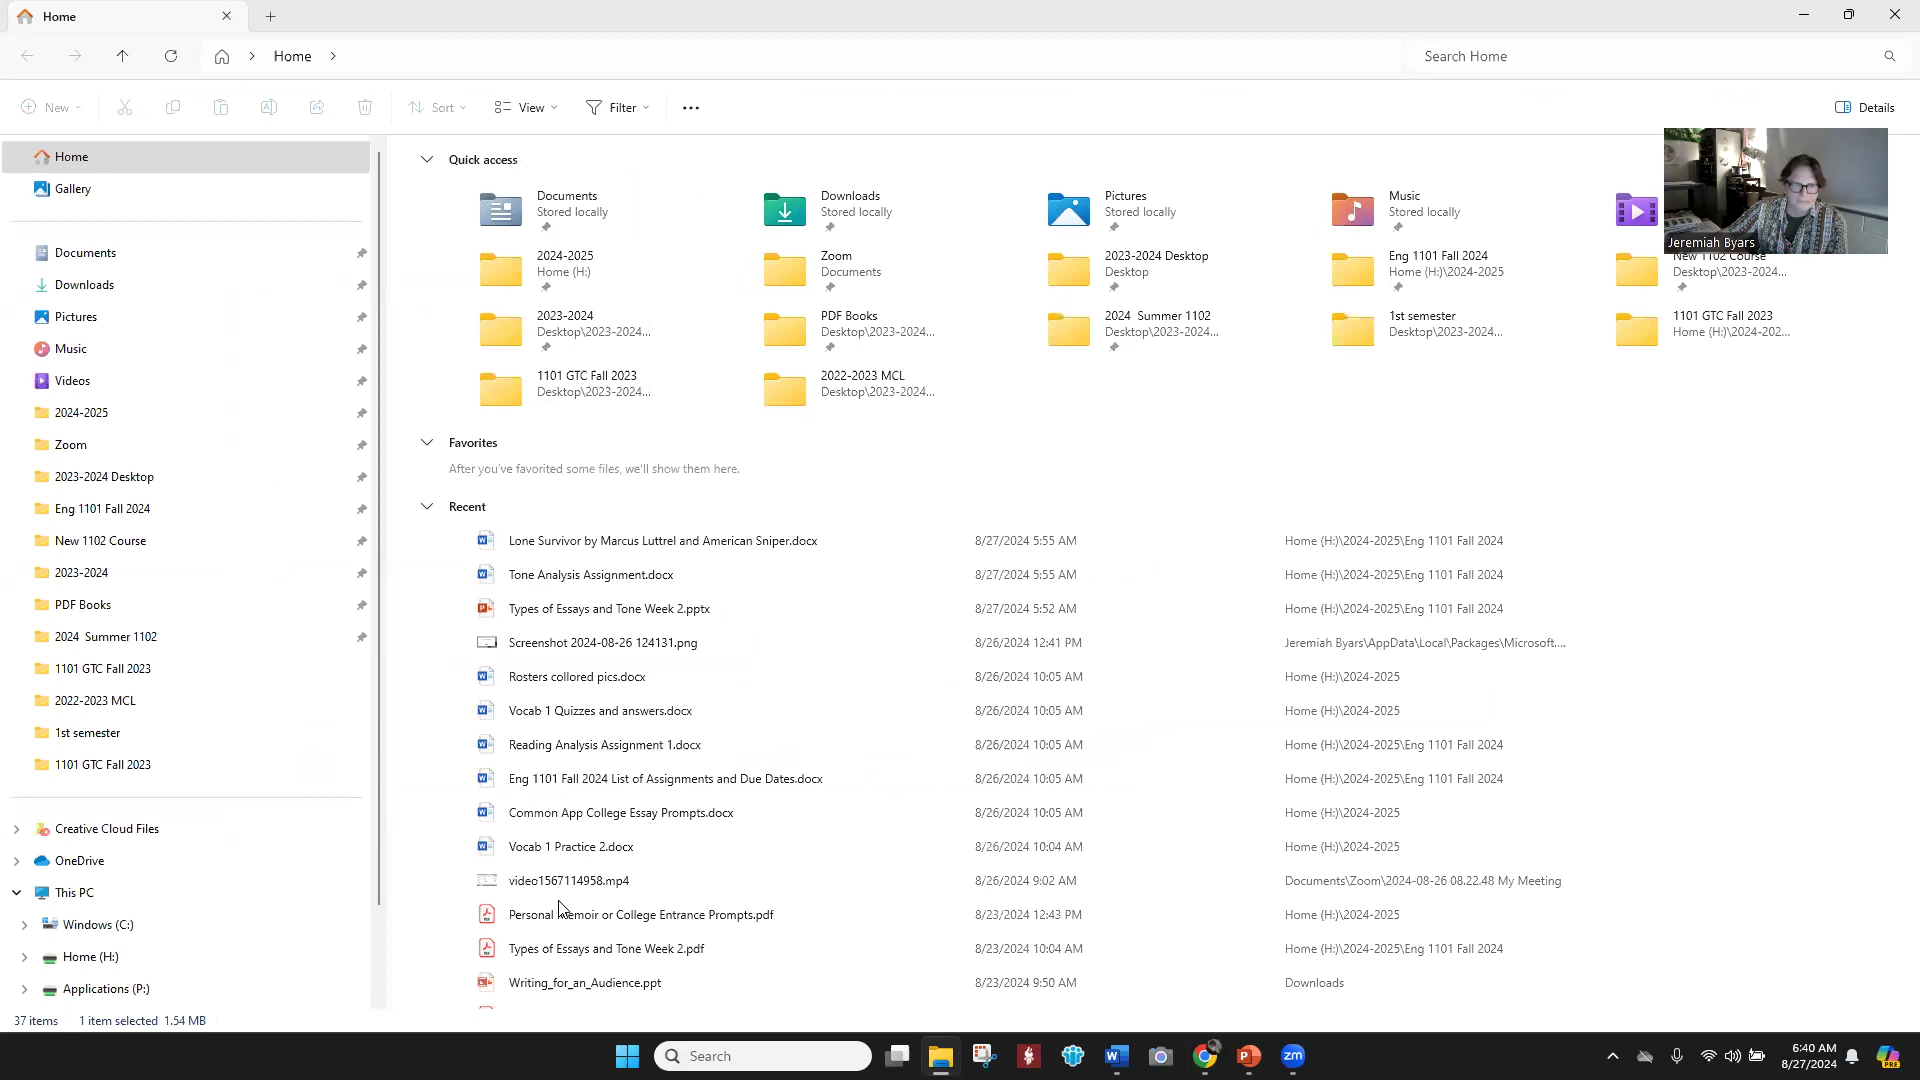 Home
Home
Search Home
New
Sort
View
Filter
Details
Home
Gallery
Documents
Downloads
Pictures
Music
Videos
2024-2025
Zoom
2023-2024 Desktop
Eng 1101 Fall 2024
New 1102 Course
2023-2024
PDF Books
2024 Summer 1102
1101 GTC Fall 2023
2022-2023 MCL
1st semester
1101 GTC Fall 2023
Creative Cloud Files
OneDrive
This PC
Windows (C:)
Home (H:)
Applications (P:)
Quick access
Documents
Stored locally
Downloads
Stored locally
Pictures
Stored locally
Music
Stored locally
Jeremiah Byars
2024-2025
Home (H:)
Zoom
Documents
2023-2024 Desktop
Desktop
Eng 1101 Fall 2024
Home (H:)\2024-2025
New 1102 Course
Desktop\2023-2024...
2023-2024
Desktop\2023-2024...
PDF Books
Desktop\2023-2024...
2024 Summer 1102
Desktop\2023-2024...
1st semester
Desktop\2023-2024...
1101 GTC Fall 2023
Home (H:)\2024-202...
1101 GTC Fall 2023
Desktop\2023-2024...
2022-2023 MCL
Desktop\2023-2024...
Favorites
After you've favorited some files, we'll show them here.
Recent
Lone Survivor by Marcus Luttrel and American Sniper.docx 8/27/2024 5:55 AM Home (H:)\2024-2025\Eng 1101 Fall 2024
Tone Analysis Assignment.docx 8/27/2024 5:55 AM Home (H:)\2024-2025\Eng 1101 Fall 2024
Types of Essays and Tone Week 2.pptx 8/27/2024 5:52 AM Home (H:)\2024-2025\Eng 1101 Fall 2024
Screenshot 2024-08-26 124131.png 8/26/2024 12:41 PM Jeremiah Byars\AppData\Local\Packages\Microsoft....
Rosters collored pics.docx 8/26/2024 10:05 AM Home (H:)\2024-2025
Vocab 1 Quizzes and answers.docx 8/26/2024 10:05 AM Home (H:)\2024-2025
Reading Analysis Assignment 1.docx 8/26/2024 10:05 AM Home (H:)\2024-2025\Eng 1101 Fall 2024
Eng 1101 Fall 2024 List of Assignments and Due Dates.docx 8/26/2024 10:05 AM Home (H:)\2024-2025\Eng 1101 Fall 2024
Common App College Essay Prompts.docx 8/26/2024 10:05 AM Home (H:)\2024-2025
Vocab 1 Practice 2.docx 8/26/2024 10:04 AM Home (H:)\2024-2025
video1567114958.mp4 8/26/2024 9:02 AM Documents\Zoom\2024-08-26 08.22.48 My Meeting
Personal Memoir or College Entrance Prompts.pdf 8/23/2024 12:43 PM Home (H:)\2024-2025
Types of Essays and Tone Week 2.pdf 8/23/2024 10:04 AM Home (H:)\2024-2025\Eng 1101 Fall 2024
Writing_for_an_Audience.ppt 8/23/2024 9:50 AM Downloads
37 items 1 item selected 1.54 MB
Search
zm
6:40 AM
8/27/2024